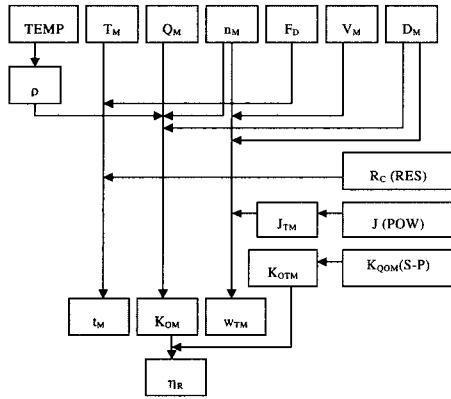 TEMP T_M Q_M n_M F_D V_M D_M
ρ
R_C (RES)
J_TM J (POW)
K_QTM K_QOM(S-P)
t_M K_QM w_TM
η_R